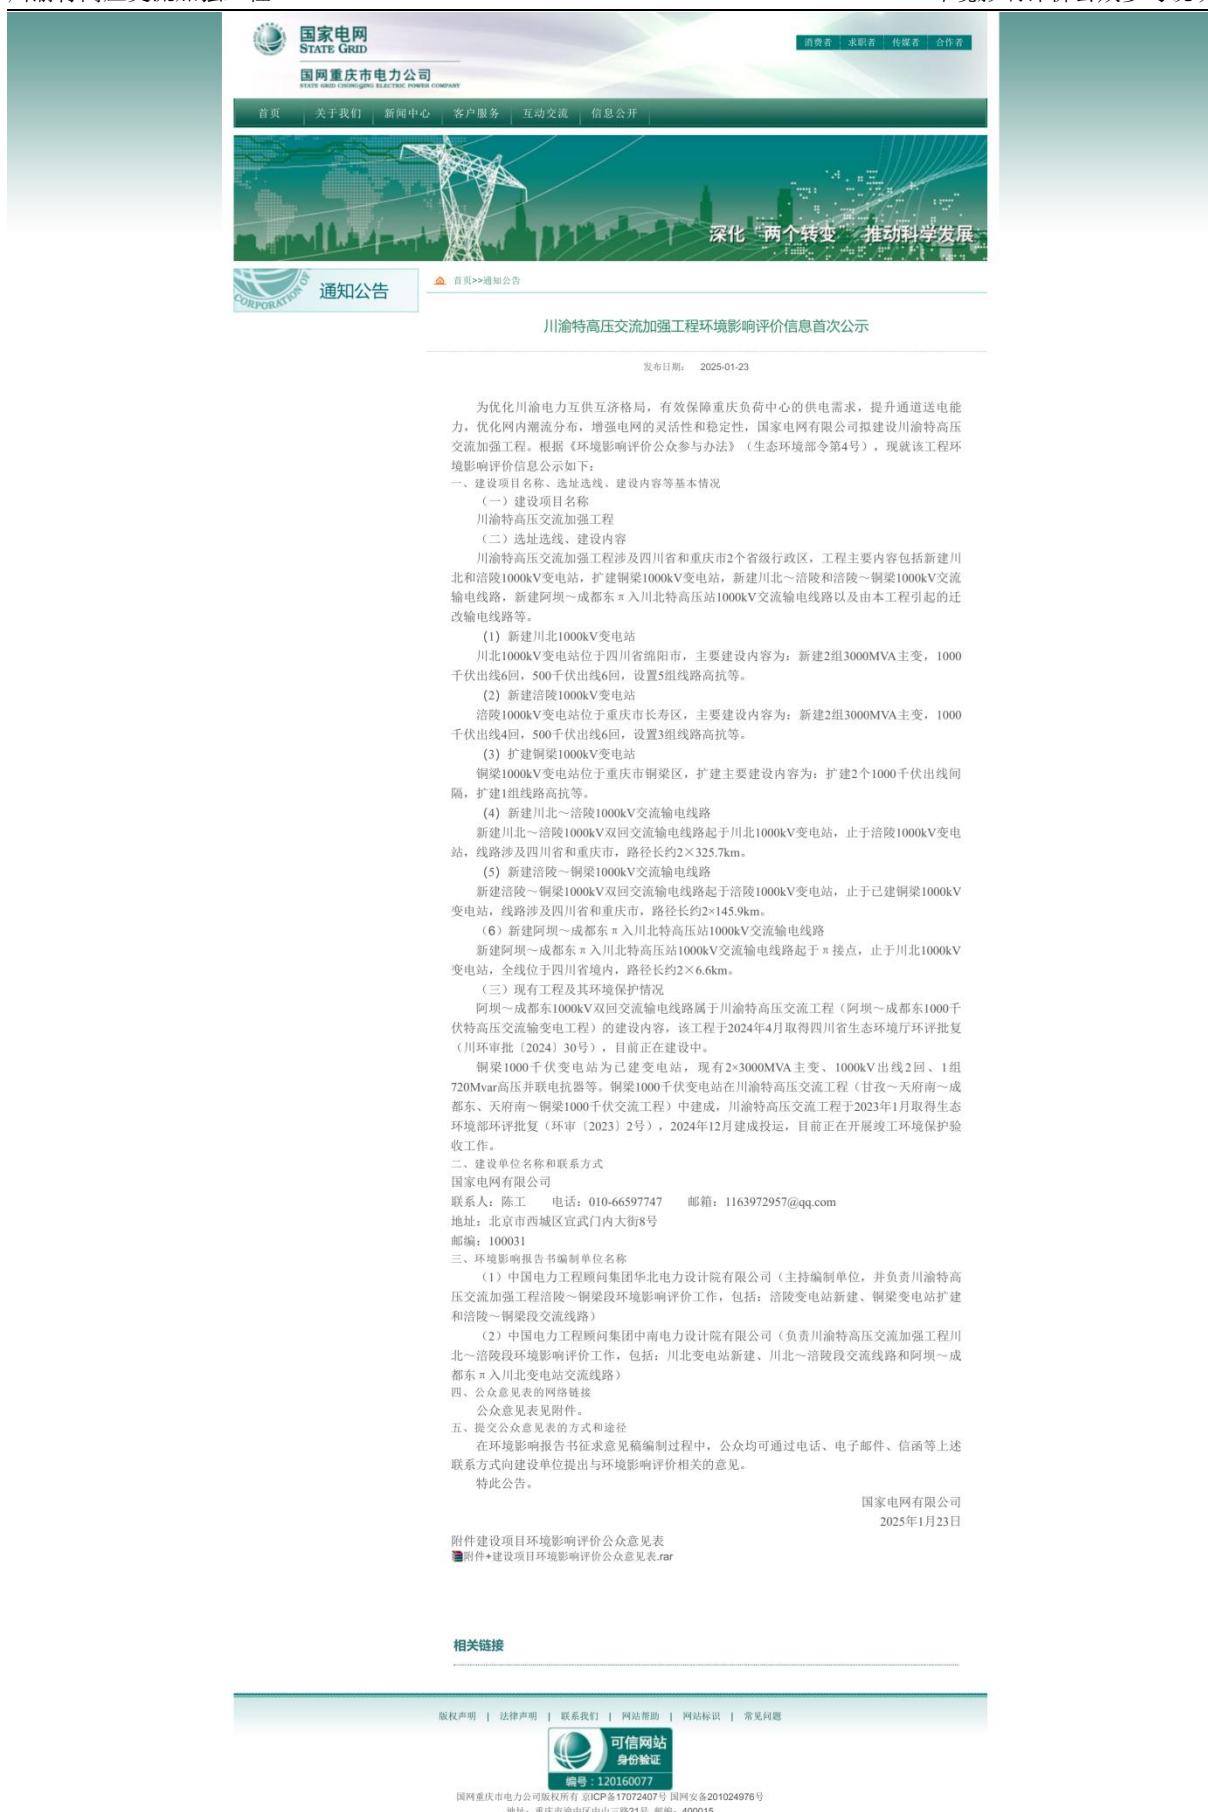 国家电网
STATE GRID
国网重庆市电力公司
STATE GRID CHONGQING ELECTRIC POWER COMPANY
消费者 求职者 传媒者 合作者
首页 关于我们 新闻中心 客户服务 互动交流 信息公开
深化“两个转变” 推动科学发展
CORPORATION OF
通知公告
首页>>通知公告
川渝特高压交流加强工程环境影响评价信息首次公示
发布日期： 2025-01-23
为优化川渝电力互供互济格局，有效保障重庆负荷中心的供电需求，提升通道送电能
力，优化网内潮流分布，增强电网的灵活性和稳定性，国家电网有限公司拟建设川渝特高压
交流加强工程。根据《环境影响评价公众参与办法》（生态环境部令第4号），现就该工程环
境影响评价信息公示如下：
一、建设项目名称、选址选线、建设内容等基本情况
（一）建设项目名称
川渝特高压交流加强工程
（二）选址选线、建设内容
川渝特高压交流加强工程涉及四川省和重庆市2个省级行政区，工程主要内容包括新建川
北和涪陵1000kV变电站，扩建铜梁1000kV变电站，新建川北～涪陵和涪陵～铜梁1000kV交流
输电线路，新建阿坝～成都东π入川北特高压站1000kV交流输电线路以及由本工程引起的迁
改输电线路等。
（1）新建川北1000kV变电站
川北1000kV变电站位于四川省绵阳市，主要建设内容为：新建2组3000MVA主变，1000
千伏出线6回，500千伏出线6回，设置5组线路高抗等。
（2）新建涪陵1000kV变电站
涪陵1000kV变电站位于重庆市长寿区，主要建设内容为：新建2组3000MVA主变，1000
千伏出线4回，500千伏出线6回，设置3组线路高抗等。
（3）扩建铜梁1000kV变电站
铜梁1000kV变电站位于重庆市铜梁区，扩建主要建设内容为：扩建2个1000千伏出线间
隔，扩建1组线路高抗等。
（4）新建川北～涪陵1000kV交流输电线路
新建川北～涪陵1000kV双回交流输电线路起于川北1000kV变电站，止于涪陵1000kV变电
站，线路涉及四川省和重庆市，路径长约2×325.7km。
（5）新建涪陵～铜梁1000kV交流输电线路
新建涪陵～铜梁1000kV双回交流输电线路起于涪陵1000kV变电站，止于已建铜梁1000kV
变电站，线路涉及四川省和重庆市，路径长约2×145.9km。
（6）新建阿坝～成都东π入川北特高压站1000kV交流输电线路
新建阿坝～成都东π入川北特高压站1000kV交流输电线路起于π接点，止于川北1000kV
变电站，全线位于四川省境内，路径长约2×6.6km。
（三）现有工程及其环境保护情况
阿坝～成都东1000kV双回交流输电线路属于川渝特高压交流工程（阿坝～成都东1000千
伏特高压交流输变电工程）的建设内容，该工程于2024年4月取得四川省生态环境厅环评批复
（川环审批〔2024〕30号），目前正在建设中。
铜梁1000千伏变电站为已建变电站，现有2×3000MVA主变、1000kV出线2回、1组
720Mvar高压并联电抗器等。铜梁1000千伏变电站在川渝特高压交流工程（甘孜～天府南～成
都东、天府南～铜梁1000千伏交流工程）中建成，川渝特高压交流工程于2023年1月取得生态
环境部环评批复（环审〔2023〕2号），2024年12月建成投运，目前正在开展竣工环境保护验
收工作。
二、建设单位名称和联系方式
国家电网有限公司
联系人：陈工 电话：010-66597747 邮箱：1163972957@qq.com
地址：北京市西城区宣武门内大街8号
邮编：100031
三、环境影响报告书编制单位名称
（1）中国电力工程顾问集团华北电力设计院有限公司（主持编制单位，并负责川渝特高
压交流加强工程涪陵～铜梁段环境影响评价工作，包括：涪陵变电站新建、铜梁变电站扩建
和涪陵～铜梁段交流线路）
（2）中国电力工程顾问集团中南电力设计院有限公司（负责川渝特高压交流加强工程川
北～涪陵段环境影响评价工作，包括：川北变电站新建、川北～涪陵段交流线路和阿坝～成
都东π入川北变电站交流线路）
四、公众意见表的网络链接
公众意见表见附件。
五、提交公众意见表的方式和途径
在环境影响报告书征求意见稿编制过程中，公众均可通过电话、电子邮件、信函等上述
联系方式向建设单位提出与环境影响评价相关的意见。
特此公告。
国家电网有限公司
2025年1月23日
附件建设项目环境影响评价公众意见表
附件+建设项目环境影响评价公众意见表.rar
相关链接
版权声明 | 法律声明 | 联系我们 | 网站帮助 | 网站标识 | 常见问题
可信网站
身份验证
编号：120160077
国网重庆市电力公司版权所有 京ICP备17072407号 国网安备201024976号
地址：重庆市渝中区中山三路21号 邮编：400015